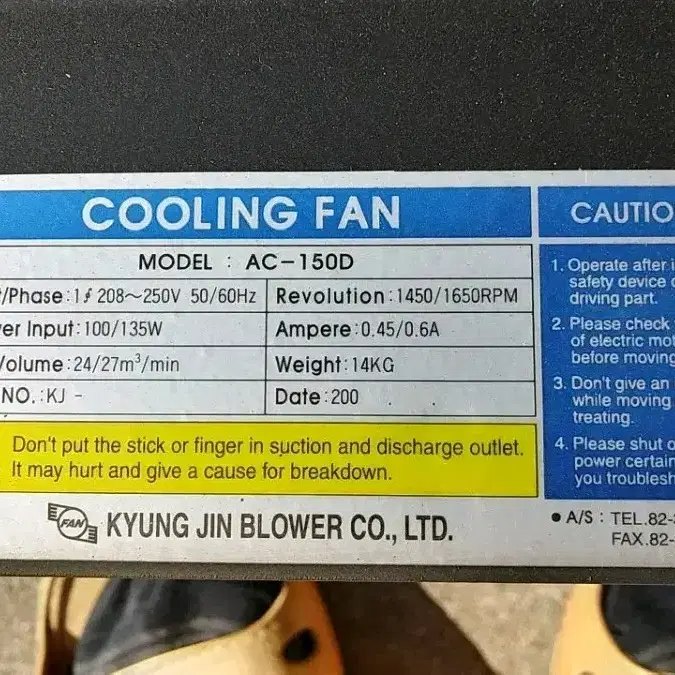 COOLING FAN
MODEL : AC-150D
/Phase:1∮ 208~250V 50/60Hz
Revolution:1450/1650RPM
er Input:100/135W
Ampere:0.45/0.6A
olume:24/27m³/min
Weight:14KG
NO.:KJ -
Date:200
Don't put the stick or finger in suction and discharge outlet.
It may hurt and give a cause for breakdown.
FAN KYUNG JIN BLOWER CO., LTD.
CAUTIO
1. Operate after i
safety device o
driving part.
2. Please check
of electric mot
before moving
3. Don't give an
while moving
treating.
4. Please shut o
power certain
you troublesh
● A/S : TEL.82-
FAX.82-